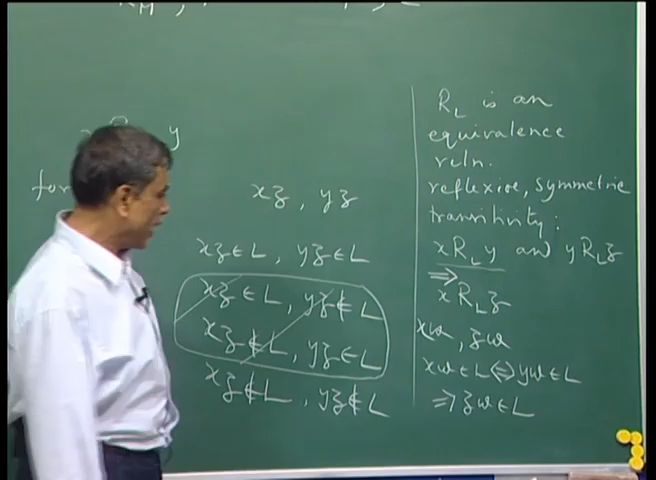 R_M
y
for
xz, yz
xz ∈ L, yz ∈ L
xz ∈ L, yz ∉ L
xz ∉ L, yz ∈ L
xz ∉ L, yz ∉ L
R_L is an
equivalence
reln.
reflexive, symmetric
transitivity:
x R_L y and y R_L z
⇒
x R_L z
xw, zw
xw ∈ L ⇔ yw ∈ L
⇒ zw ∈ L